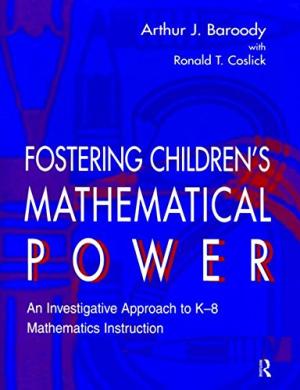 Arthur J. Baroody
with
Ronald T. Coslick
FOSTERING CHILDREN'S
MATHEMATICAL
POWER
An Investigative Approach to K–8
Mathematics Instruction
R